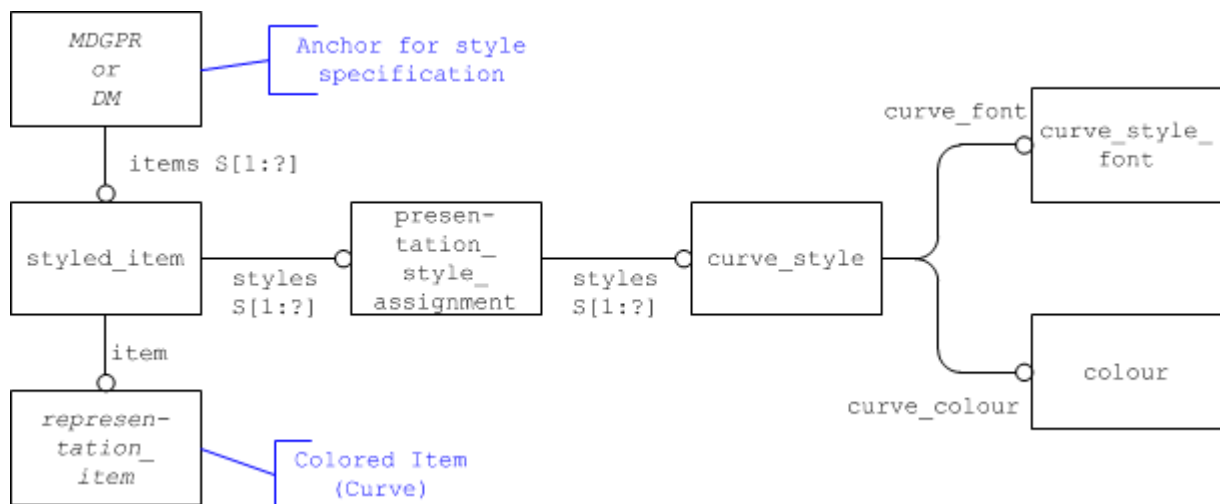 MDGPR
or
DM
Anchor for style
specification
items S[1:?]
styled_item
styles
S[1:?]
presen-
tation_
style_
assignment
styles
S[1:?]
curve_style
curve_font
curve_style_
font
curve_colour
colour
item
represen-
tation_
item
Colored Item
(Curve)